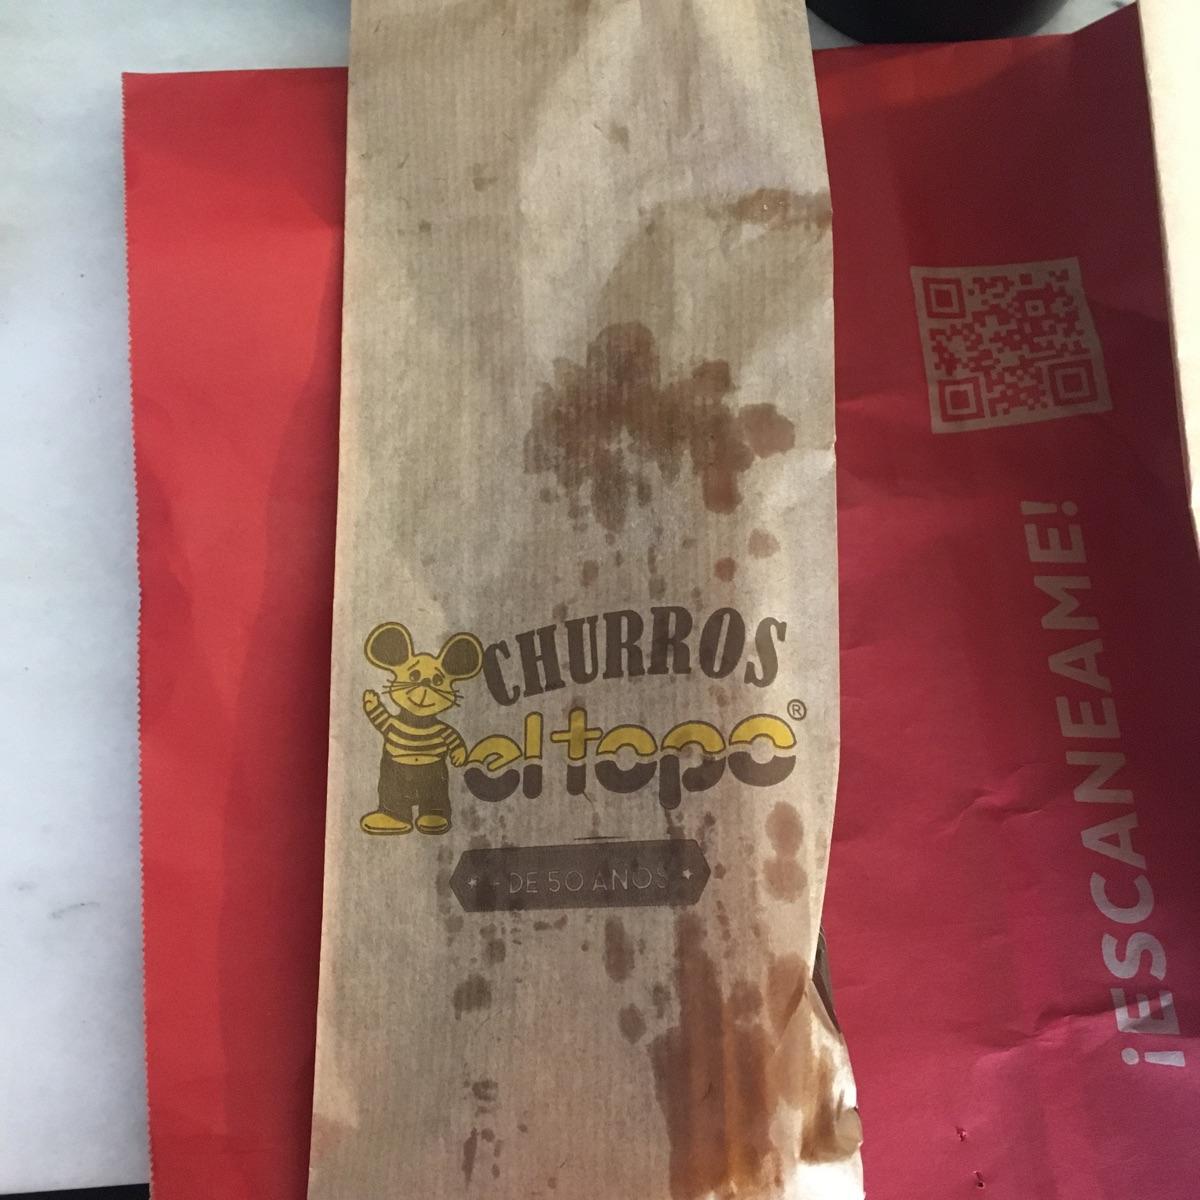 CHURROS
el topo®
+ DE 50 AÑOS
¡ESCANEAME!